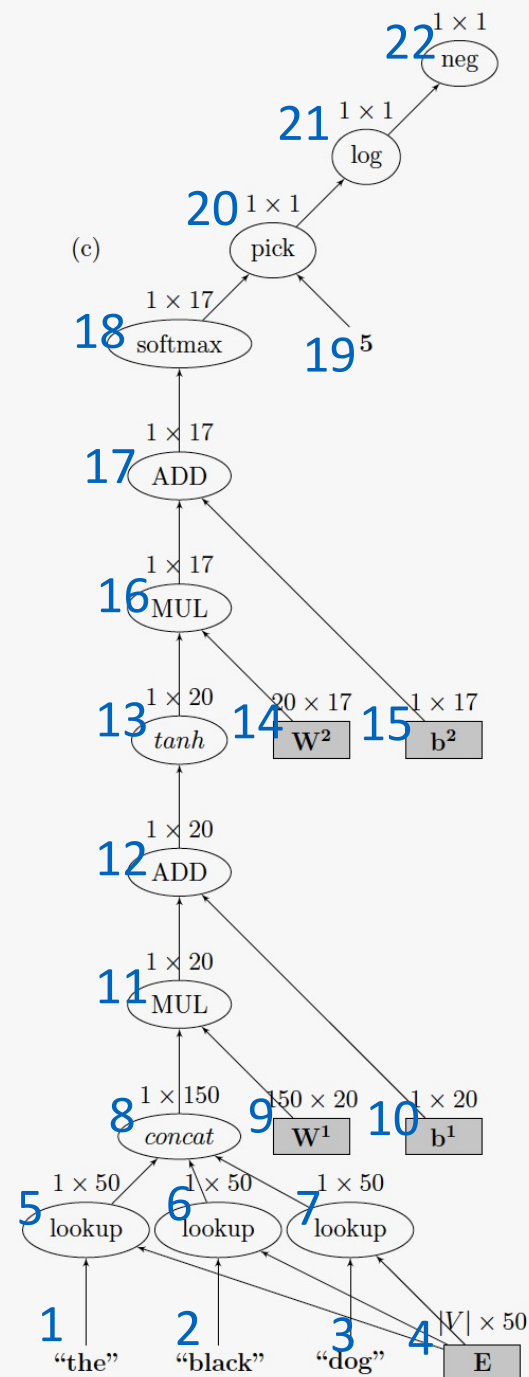 1 × 1
22 neg
21 1 × 1
log
20 1 × 1
(c) pick
1 × 17
18 softmax
19 5
1 × 17
17 ADD
1 × 17
16 MUL
1 × 20 20 × 17 1 × 17
13 tanh 14 W² 15 b²
1 × 20
12 ADD
1 × 20
11 MUL
1 × 150 150 × 20 1 × 20
8 concat 9 W¹ 10 b¹
1 × 50 1 × 50 1 × 50
5 lookup 6 lookup 7 lookup
|V| × 50
1 2 3 4
"the" "black" "dog" E